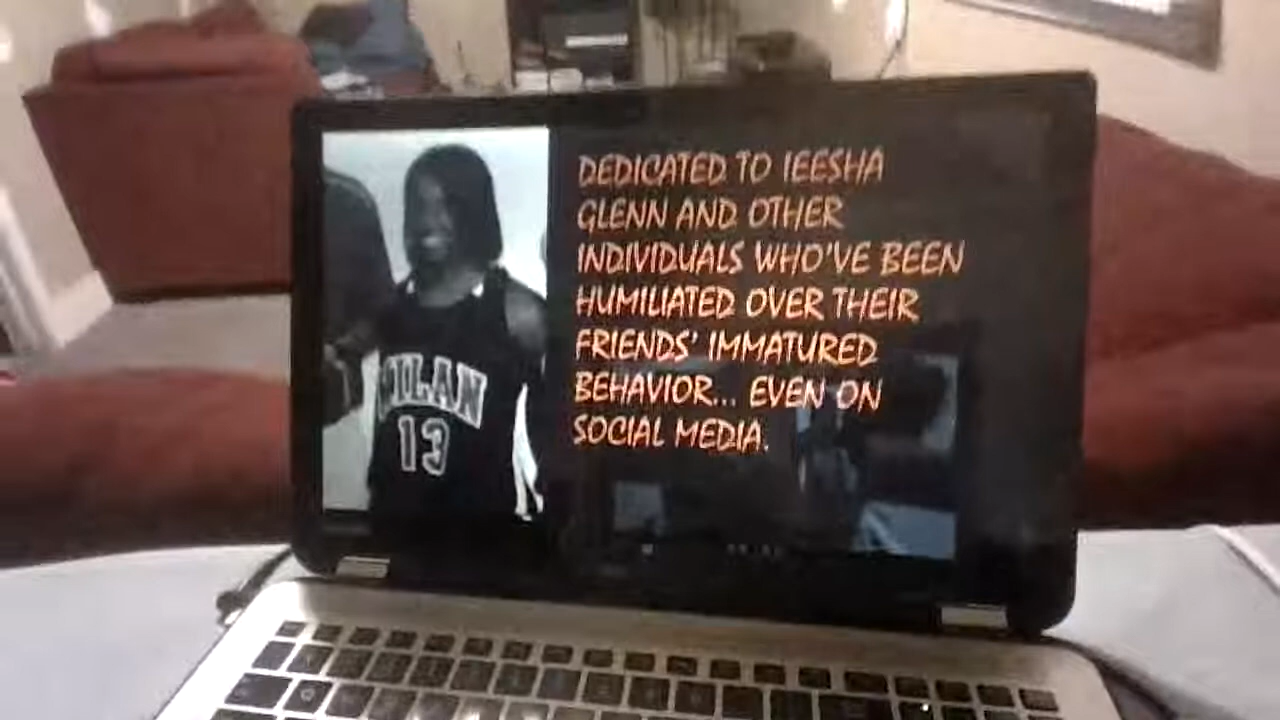 DEDICATED TO IEESHA
GLENN AND OTHER
INDIVIDUALS WHO'VE BEEN
HUMILIATED OVER THEIR
FRIENDS' IMMATURED
BEHAVIOR... EVEN ON
SOCIAL MEDIA.
MILAN
13